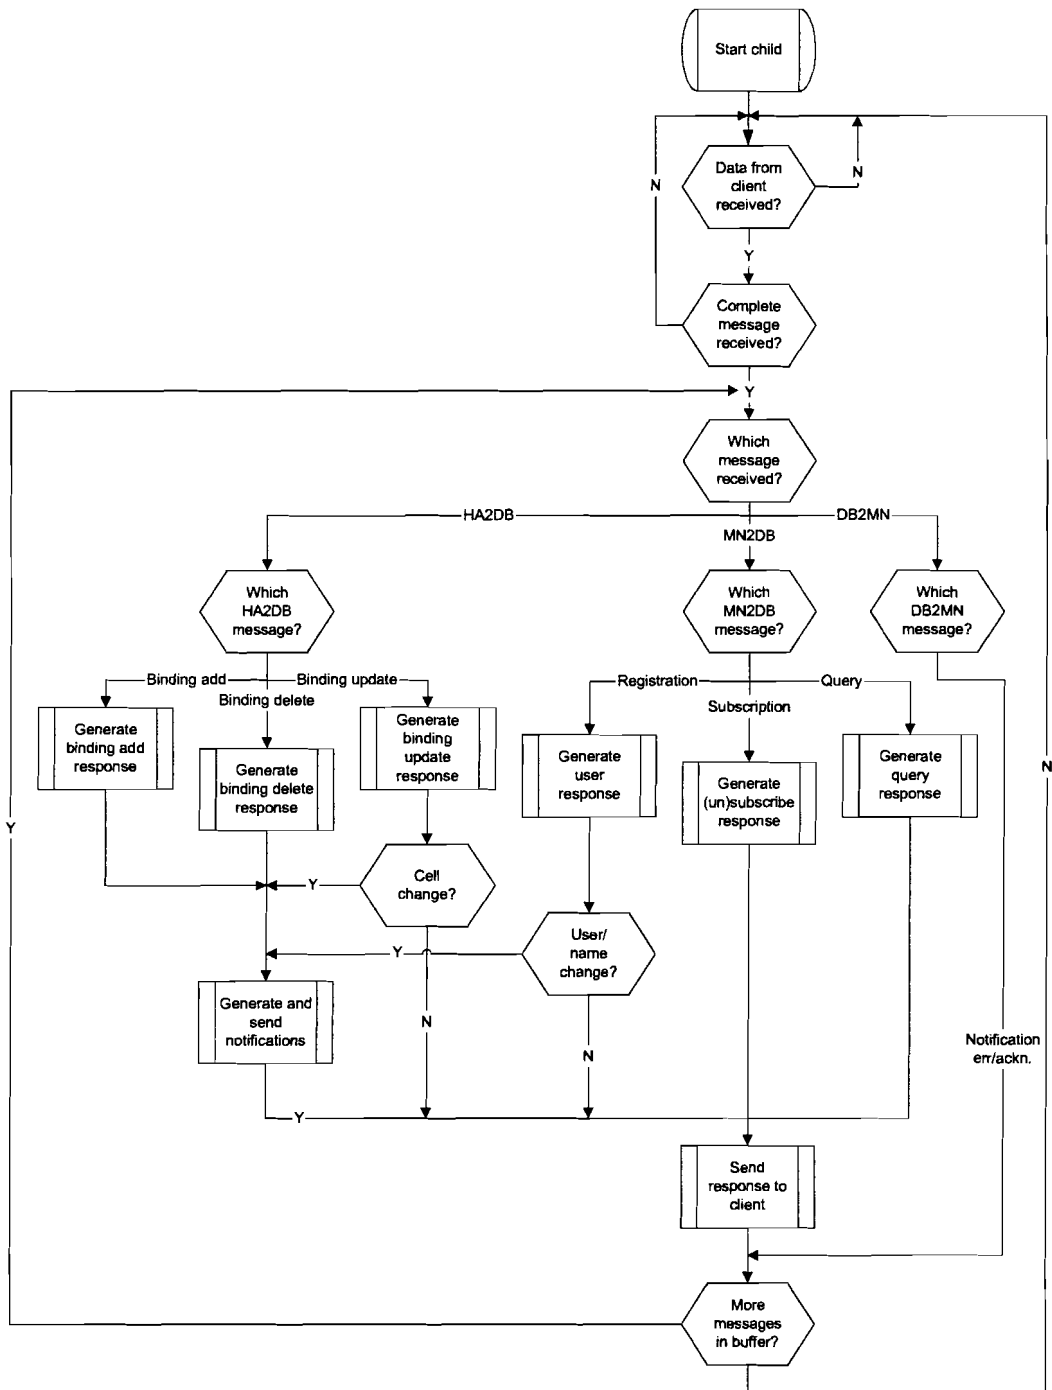 Start child
Data from
client
received?
N
N
Y
Complete
message
received?
Y
Which
message
received?
HA2DB
DB2MN
MN2DB
Which
HA2DB
message?
Which
MN2DB
message?
Which
DB2MN
message?
Binding add
Binding update
Binding delete
Registration
Query
Subscription
Generate
binding add
response
Generate
binding
update
response
Generate
binding delete
response
Generate
user
response
Generate
(un)subscribe
response
Generate
query
response
N
Y
Y
Cell
change?
Y
User/
name
change?
Generate and
send
notifications
N
N
Notification
err/ackn.
Y
Send
response to
client
More
messages
in buffer?